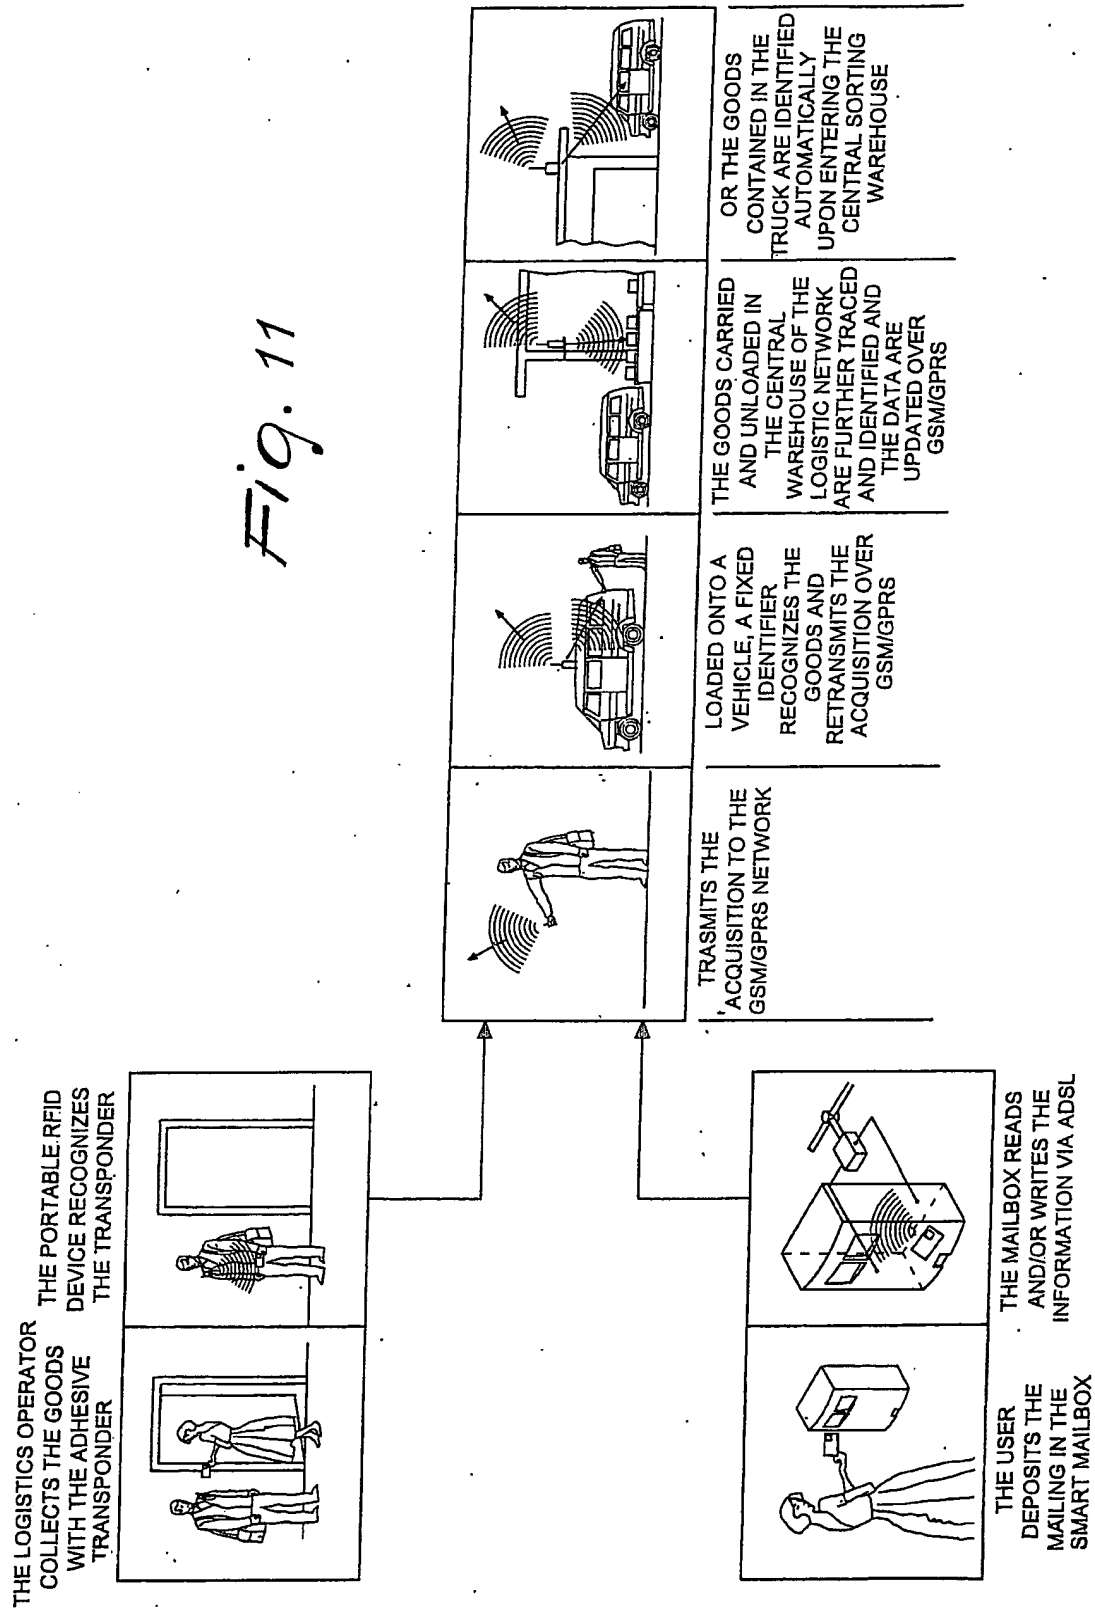 Fig. 11
THE LOGISTICS OPERATOR
COLLECTS THE GOODS
WITH THE ADHESIVE
TRANSPONDER
THE PORTABLE RFID
DEVICE RECOGNIZES
THE TRANSPONDER
THE USER
DEPOSITS THE
MAILING IN THE
SMART MAILBOX
THE MAILBOX READS
AND/OR WRITES THE
INFORMATION VIA ADSL
TRASMITS THE
ACQUISITION TO THE
GSM/GPRS NETWORK
LOADED ONTO A
VEHICLE, A FIXED
IDENTIFIER
RECOGNIZES THE
GOODS AND
RETRANSMITS THE
ACQUISITION OVER
GSM/GPRS
THE GOODS CARRIED
AND UNLOADED IN
THE CENTRAL
WAREHOUSE OF THE
LOGISTIC NETWORK
ARE FURTHER TRACED
AND IDENTIFIED AND
THE DATA ARE
UPDATED OVER
GSM/GPRS
OR THE GOODS
CONTAINED IN THE
TRUCK ARE IDENTIFIED
AUTOMATICALLY
UPON ENTERING THE
CENTRAL SORTING
WAREHOUSE